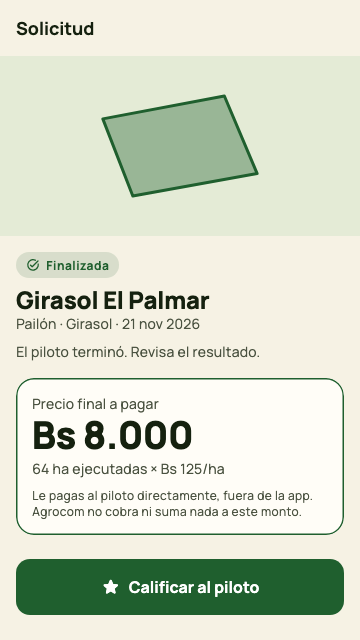 Solicitud
Finalizada
Girasol El Palmar
Pailón · Girasol · 21 nov 2026
El piloto terminó. Revisa el resultado.
Precio final a pagar
Bs 8.000
64 ha ejecutadas × Bs 125/ha
Le pagas al piloto directamente, fuera de la app.
Agrocom no cobra ni suma nada a este monto.
Calificar al piloto